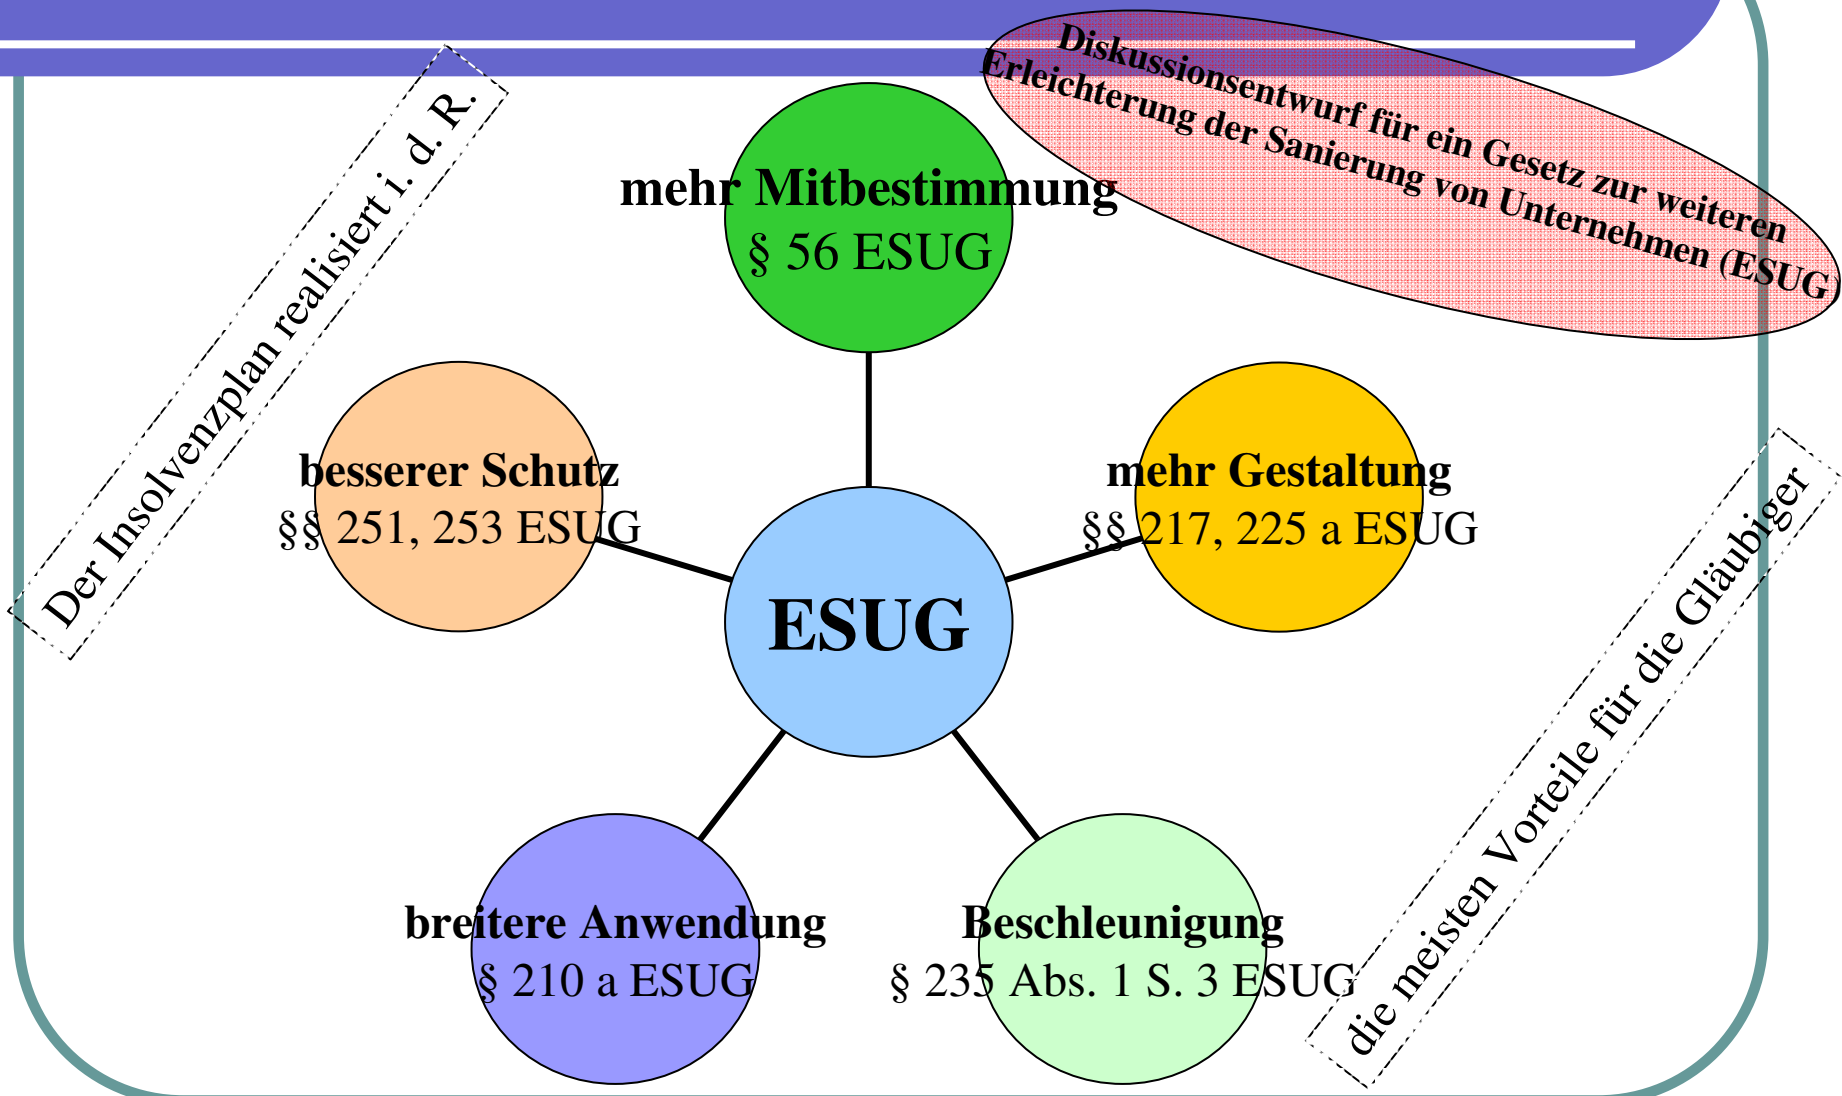 Diskussionsentwurf für ein Gesetz zur weiteren
Erleichterung der Sanierung von Unternehmen (ESUG)
Der Insolvenzplan realisiert i. d. R.
mehr Mitbestimmung
§ 56 ESUG
besserer Schutz
§§ 251, 253 ESUG
mehr Gestaltung
§§ 217, 225 a ESUG
ESUG
breitere Anwendung
§ 210 a ESUG
Beschleunigung
§ 235 Abs. 1 S. 3 ESUG
die meisten Vorteile für die Gläubiger